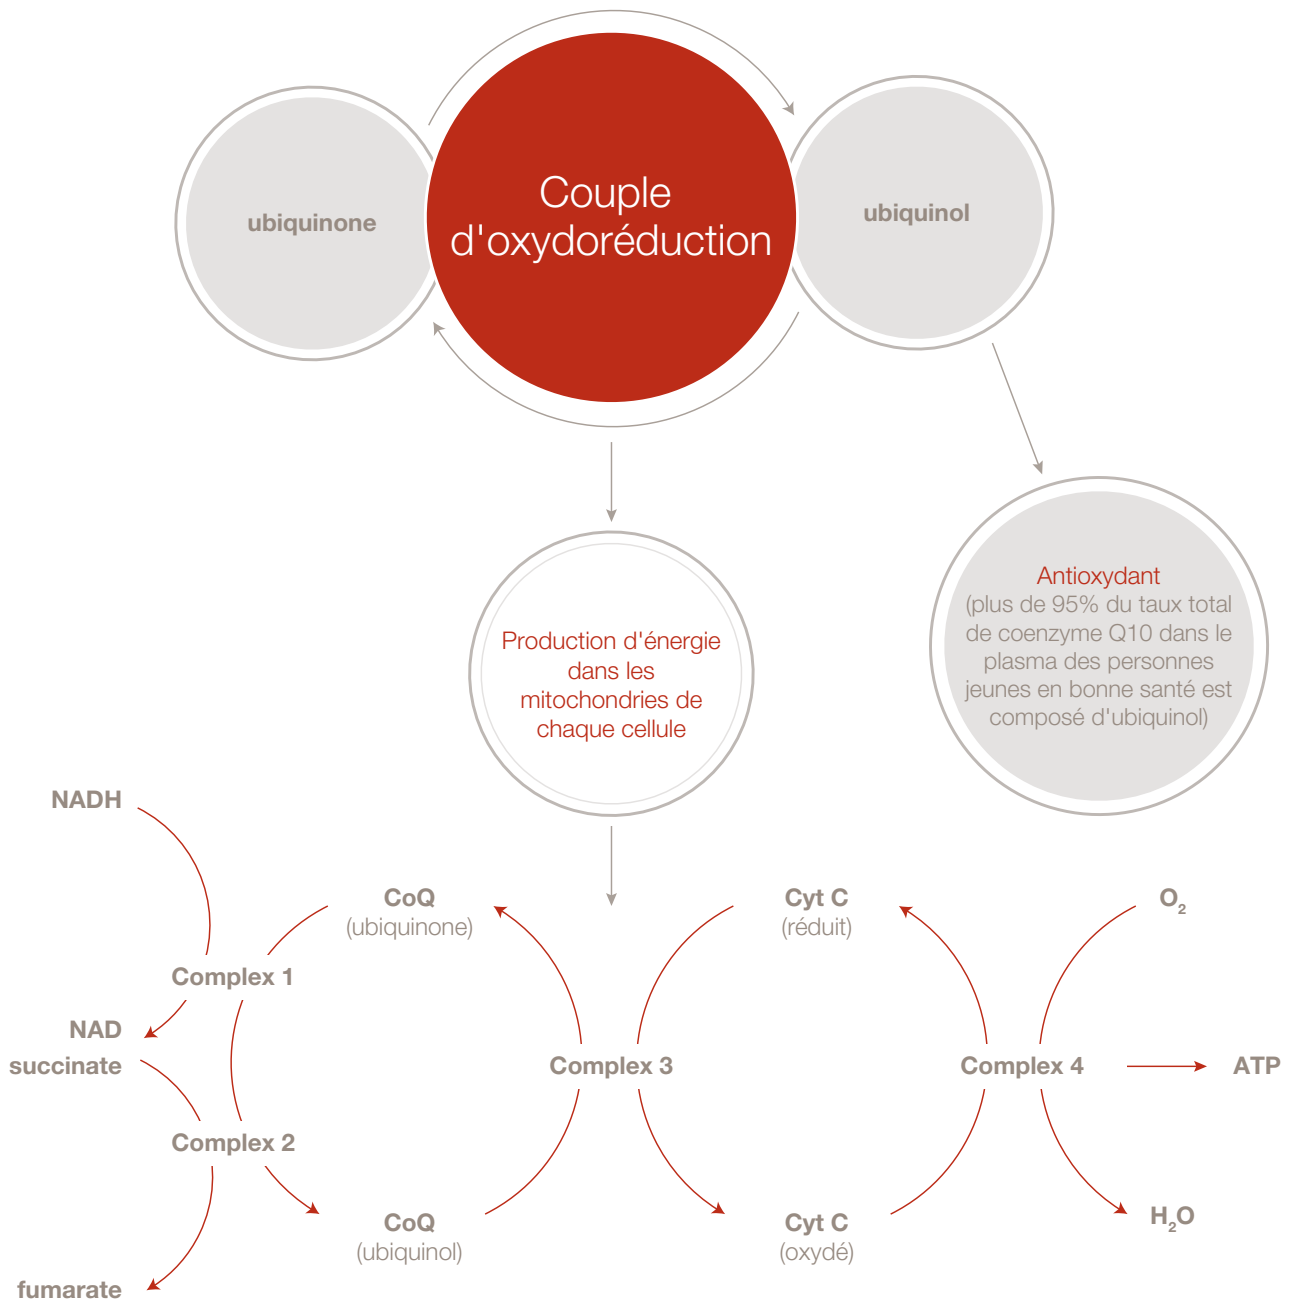 Couple
d'oxydoréduction
ubiquinone
ubiquinol
Antioxydant
(plus de 95% du taux total
de coenzyme Q10 dans le
plasma des personnes
jeunes en bonne santé est
composé d'ubiquinol)
Production d'énergie
dans les
mitochondries de
chaque cellule
NADH
CoQ
(ubiquinone)
Cyt C
(réduit)
O₂
Complex 1
NAD
succinate
Complex 3
Complex 4
ATP
Complex 2
CoQ
(ubiquinol)
Cyt C
(oxydé)
H₂O
fumarate